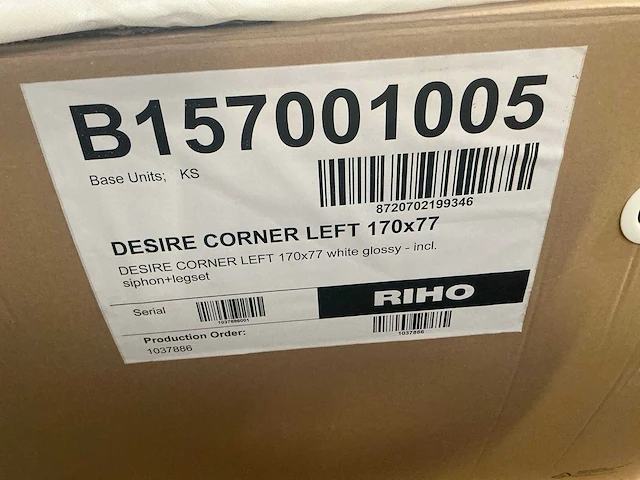 B157001005
Base Units; KS
8720702199346
DESIRE CORNER LEFT 170x77
DESIRE CORNER LEFT 170x77 white glossy - incl.
siphon+legset
RIHO
Serial
1037886001
Production Order:
1037886
1037886